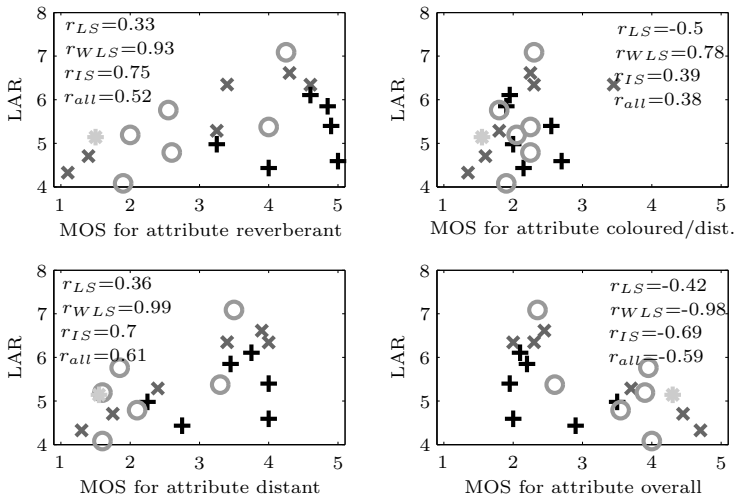 8
r_LS=0.33
7
r_WLS=0.93
r_IS=0.75
6
r_all=0.52
LAR
5
4
1 2 3 4 5
MOS for attribute reverberant
8
r_LS=-0.5
7
r_WLS=0.78
r_IS=0.39
6
r_all=0.38
LAR
5
4
1 2 3 4 5
MOS for attribute coloured/dist.
8
r_LS=0.36
7
r_WLS=0.99
r_IS=0.7
6
r_all=0.61
LAR
5
4
1 2 3 4 5
MOS for attribute distant
8
r_LS=-0.42
7
r_WLS=-0.98
r_IS=-0.69
6
r_all=-0.59
LAR
5
4
1 2 3 4 5
MOS for attribute overall